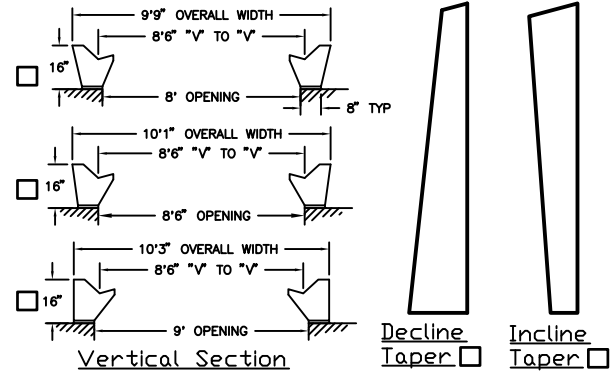 9'9" OVERALL WIDTH
8'6" "V" TO "V"
16"
8' OPENING
8" TYP
10'1" OVERALL WIDTH
8'6" "V" TO "V"
16"
8'6" OPENING
10'3" OVERALL WIDTH
8'6" "V" TO "V"
16"
9' OPENING
Vertical Section
Decline
Taper
Incline
Taper